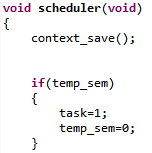 void scheduler(void)
{
    context_save();
    if(temp_sem)
    {
        task=1;
        temp_sem=0;
    }